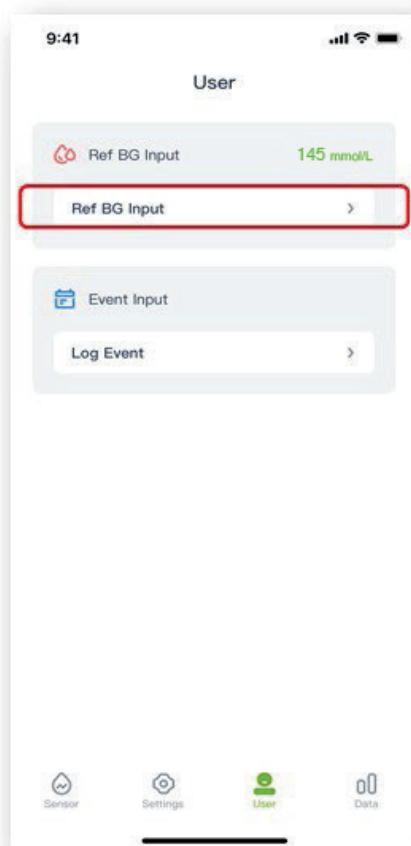 9:41
User
Ref BG Input 145 mmol/L
Ref BG Input >
Event Input
Log Event >
Sensor Settings User Data